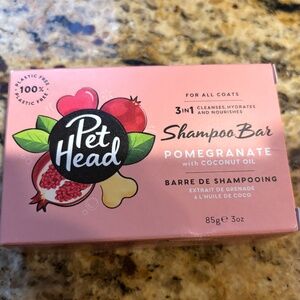 PLASTIC FREE
100%
PLASTIC FREE
Pet
Head
FOR ALL COATS
3 IN 1 CLEANSES, HYDRATES
AND NOURISHES
Shampoo Bar
POMEGRANATE
with COCONUT OIL
BARRE DE SHAMPOOING
EXTRAIT DE GRENADE
& L'HUILE DE COCO
85g ℮ 3oz